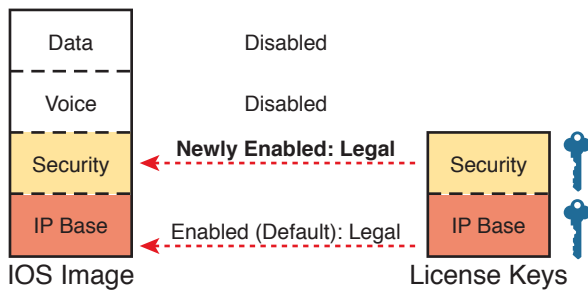 Data Disabled
Voice Disabled
Security Newly Enabled: Legal Security
IP Base Enabled (Default): Legal IP Base
IOS Image License Keys